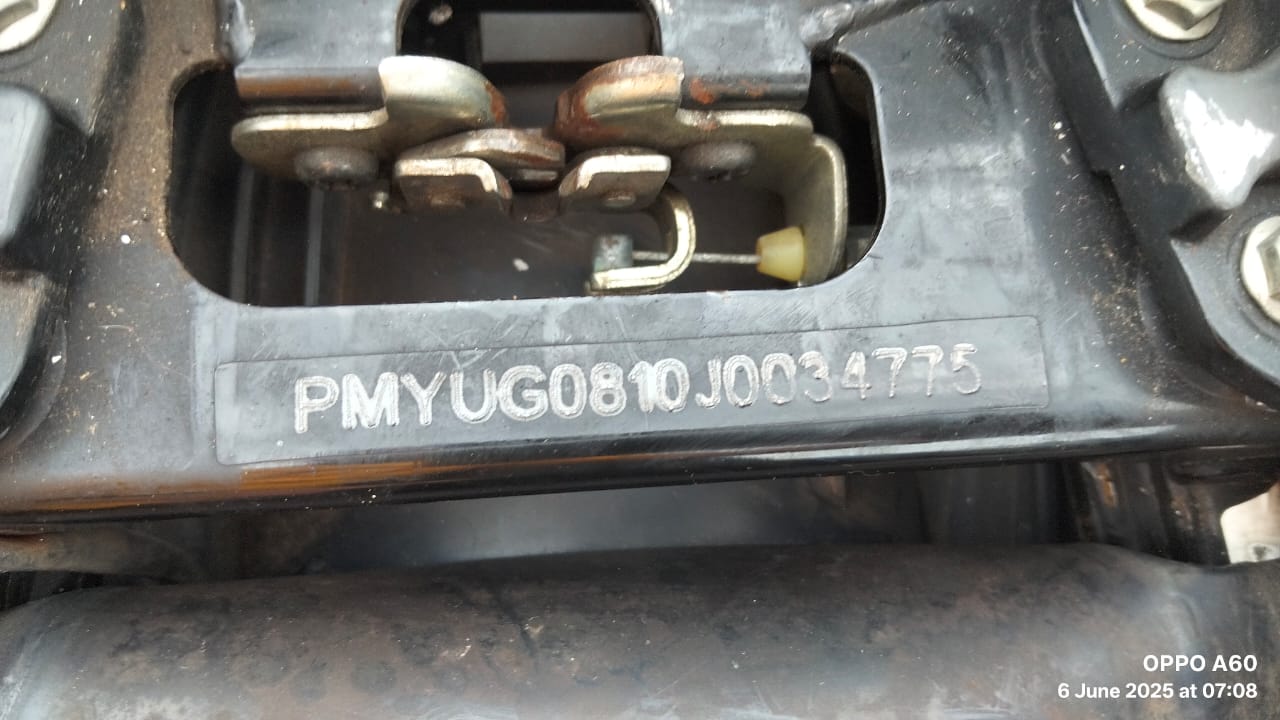 PMYUG0810J0034775
OPPO A60
6 June 2025 at 07:08